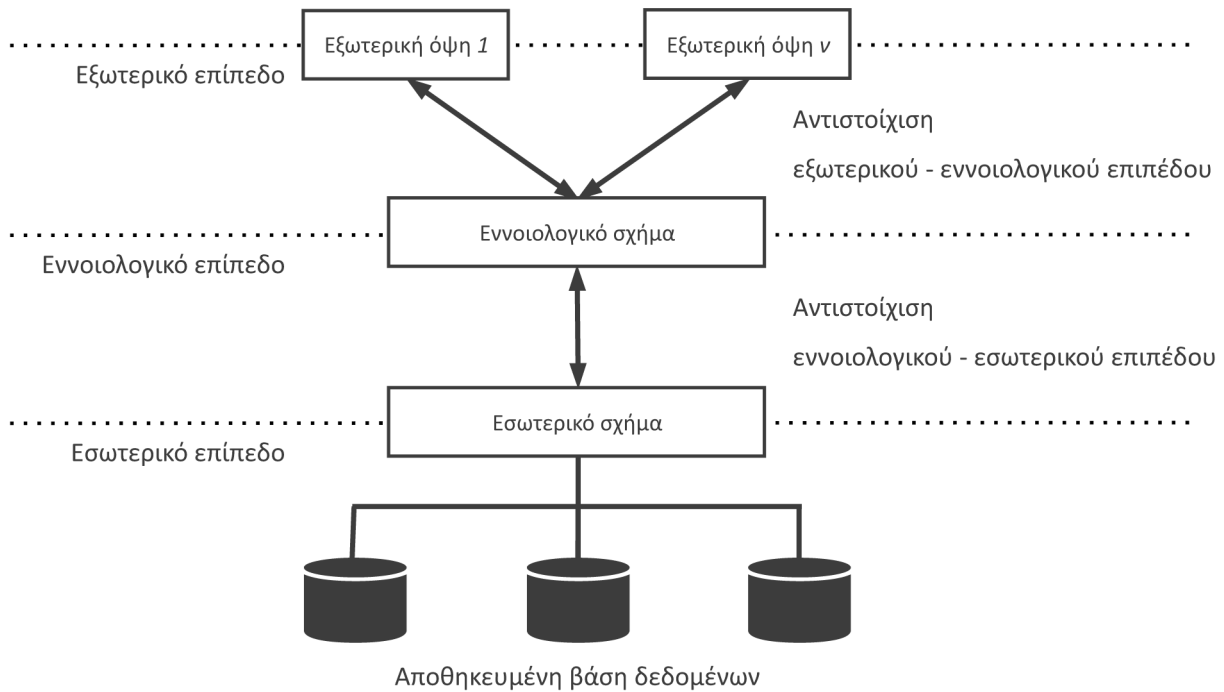 Εξωτερική όψη 1
Εξωτερική όψη ν
Εξωτερικό επίπεδο
Αντιστοίχιση
εξωτερικού - εννοιολογικού επιπέδου
Εννοιολογικό σχήμα
Εννοιολογικό επίπεδο
Αντιστοίχιση
εννοιολογικού - εσωτερικού επιπέδου
Εσωτερικό σχήμα
Εσωτερικό επίπεδο
Αποθηκευμένη βάση δεδομένων